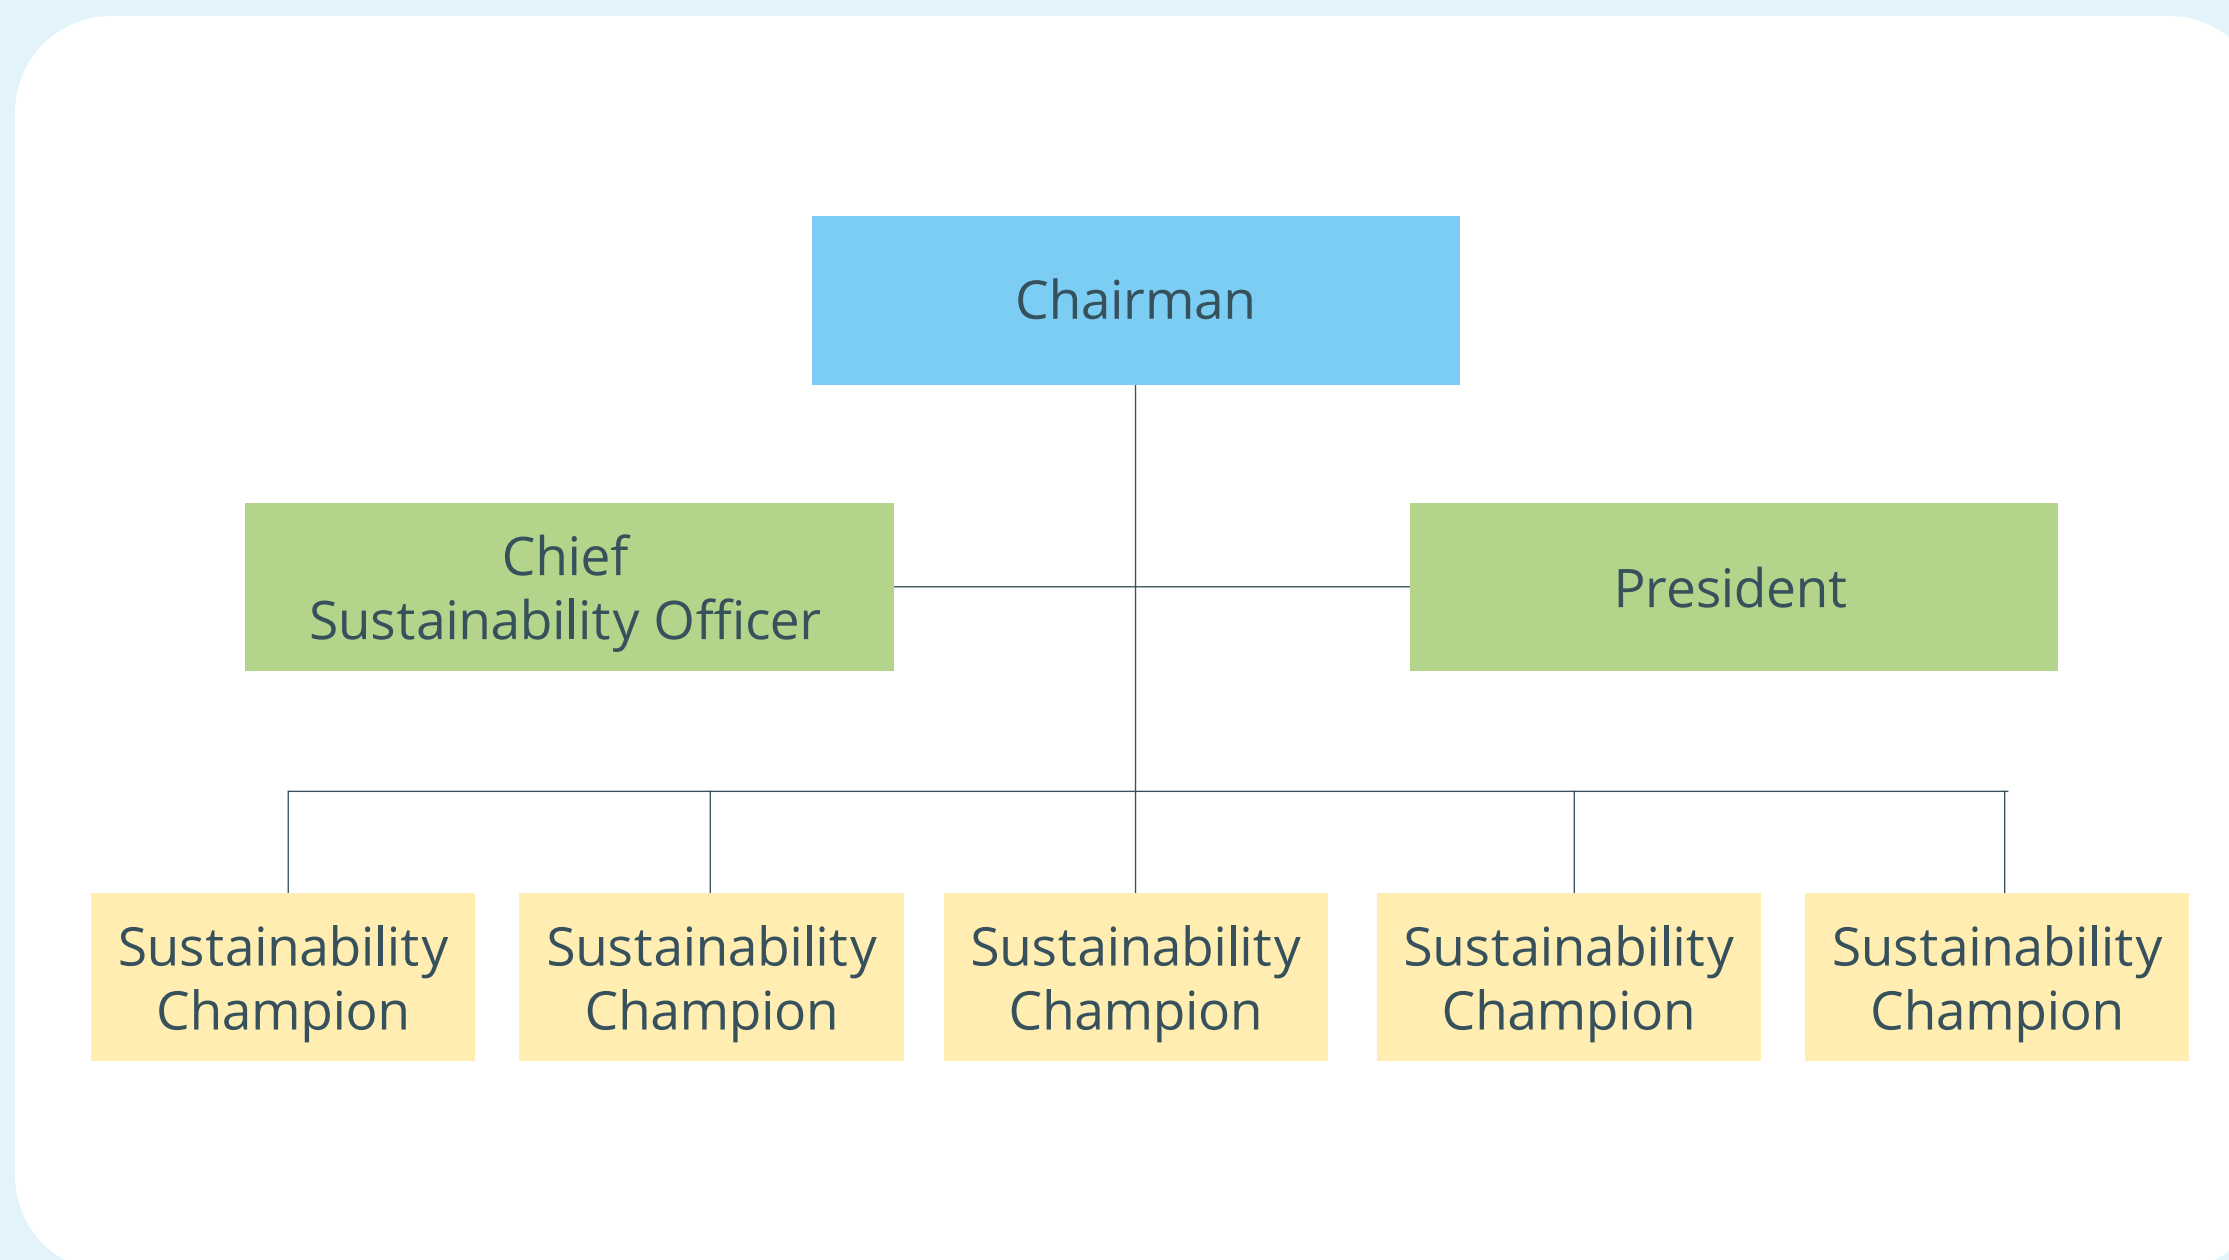 Chairman
Chief
Sustainability Officer
President
Sustainability
Champion
Sustainability
Champion
Sustainability
Champion
Sustainability
Champion
Sustainability
Champion